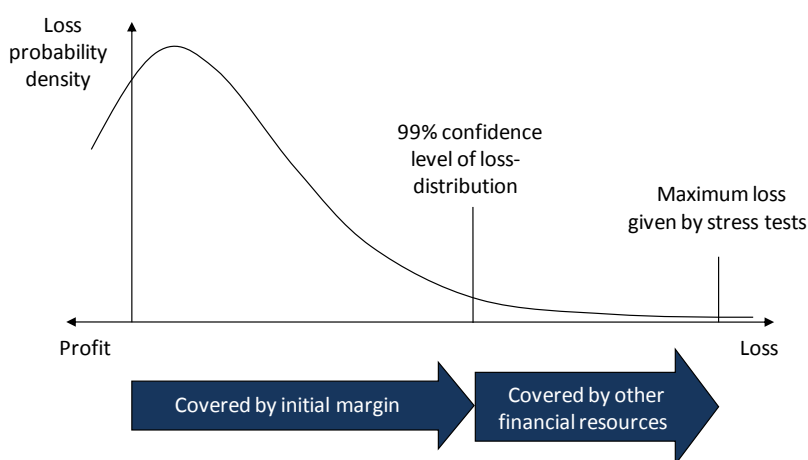 Loss
probability
density
99% confidence
level of loss-
distribution
Maximum loss
given by stress tests
Profit
Loss
Covered by initial margin
Covered by other
financial resources